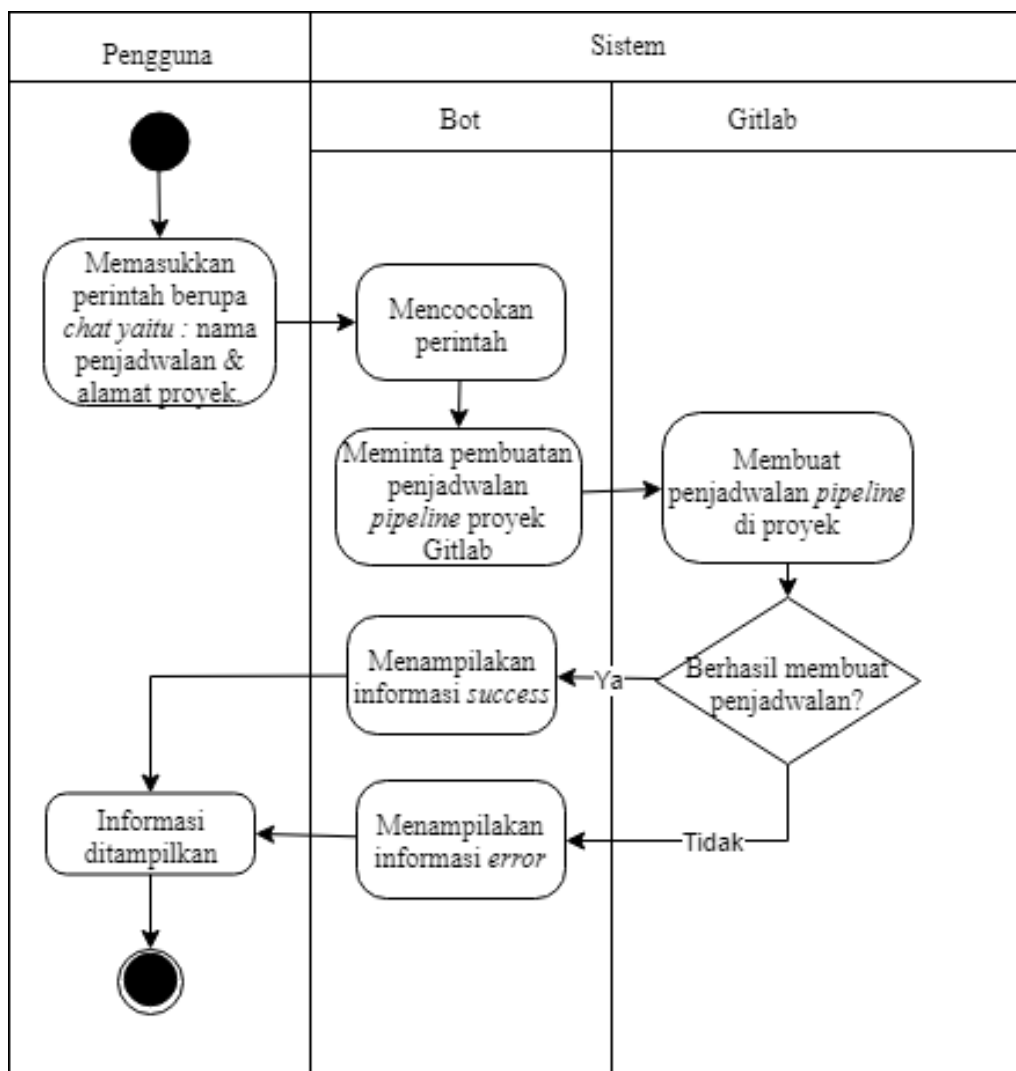 Pengguna
Sistem
Bot
Gitlab
Memasukkan
perintah berupa
chat yaitu : nama
penjadwalan &
alamat proyek.
Mencocokan
perintah
Meminta pembuatan
penjadwalan
pipeline proyek
Gitlab
Membuat
penjadwalan pipeline
di proyek
Berhasil membuat
penjadwalan?
Ya
Menampilakan
informasi success
Tidak
Menampilakan
informasi error
Informasi
ditampilkan